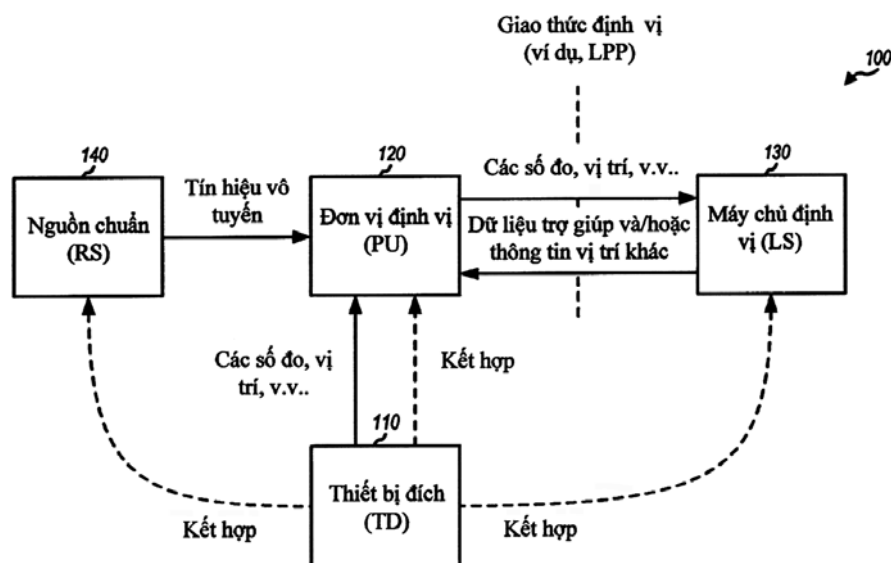 Giao thức định vị
(ví dụ, LPP)
100
140
120
130
Nguồn chuẩn
(RS)
Tín hiệu vô
tuyến
Đơn vị định vị
(PU)
Các số đo, vị trí, v.v..
Dữ liệu trợ giúp và/hoặc
thông tin vị trí khác
Máy chủ định
vị (LS)
Các số đo, vị
trí, v.v..
Kết hợp
110
Thiết bị đích
(TD)
Kết hợp
Kết hợp